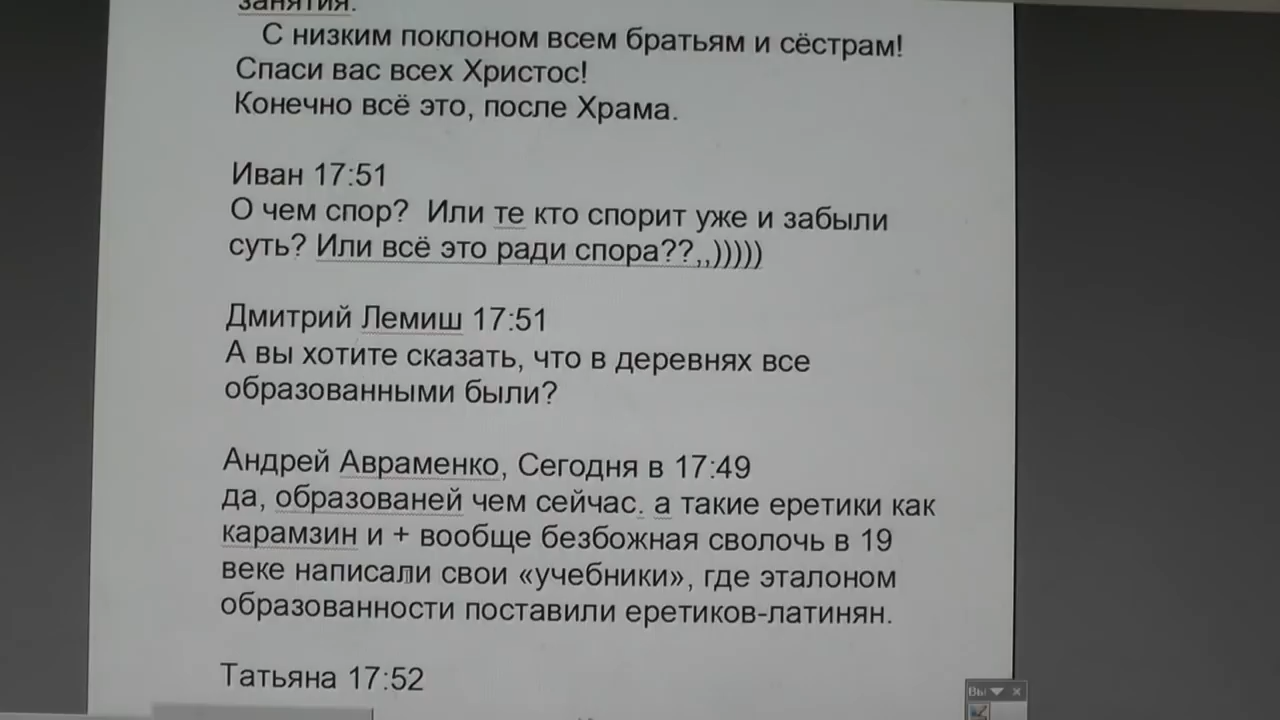 занятия.
С низким поклоном всем братьям и сёстрам!
Спаси вас всех Христос!
Конечно всё это, после Храма.
Иван 17:51
О чем спор? Или те кто спорит уже и забыли
суть? Или всё это ради спора??,,)))))
Дмитрий Лемиш 17:51
А вы хотите сказать, что в деревнях все
образованными были?
Андрей Авраменко, Сегодня в 17:49
да, образованей чем сейчас. а такие еретики как
карамзин и + вообще безбожная сволочь в 19
веке написали свои «учебники», где эталоном
образованности поставили еретиков-латинян.
Татьяна 17:52
Вы